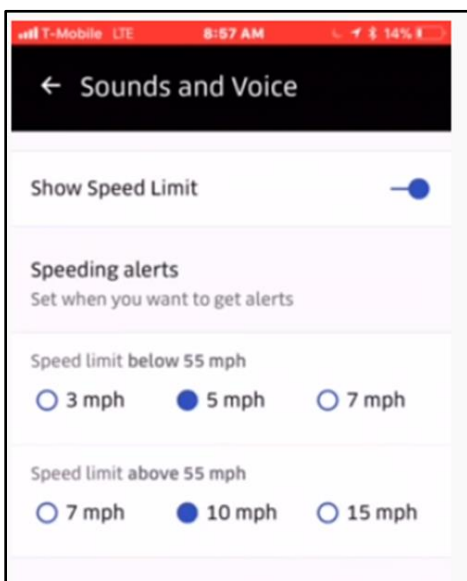 T-Mobile LTE 8:57 AM 14%
Sounds and Voice
Show Speed Limit
Speeding alerts
Set when you want to get alerts
Speed limit below 55 mph
3 mph 5 mph 7 mph
Speed limit above 55 mph
7 mph 10 mph 15 mph